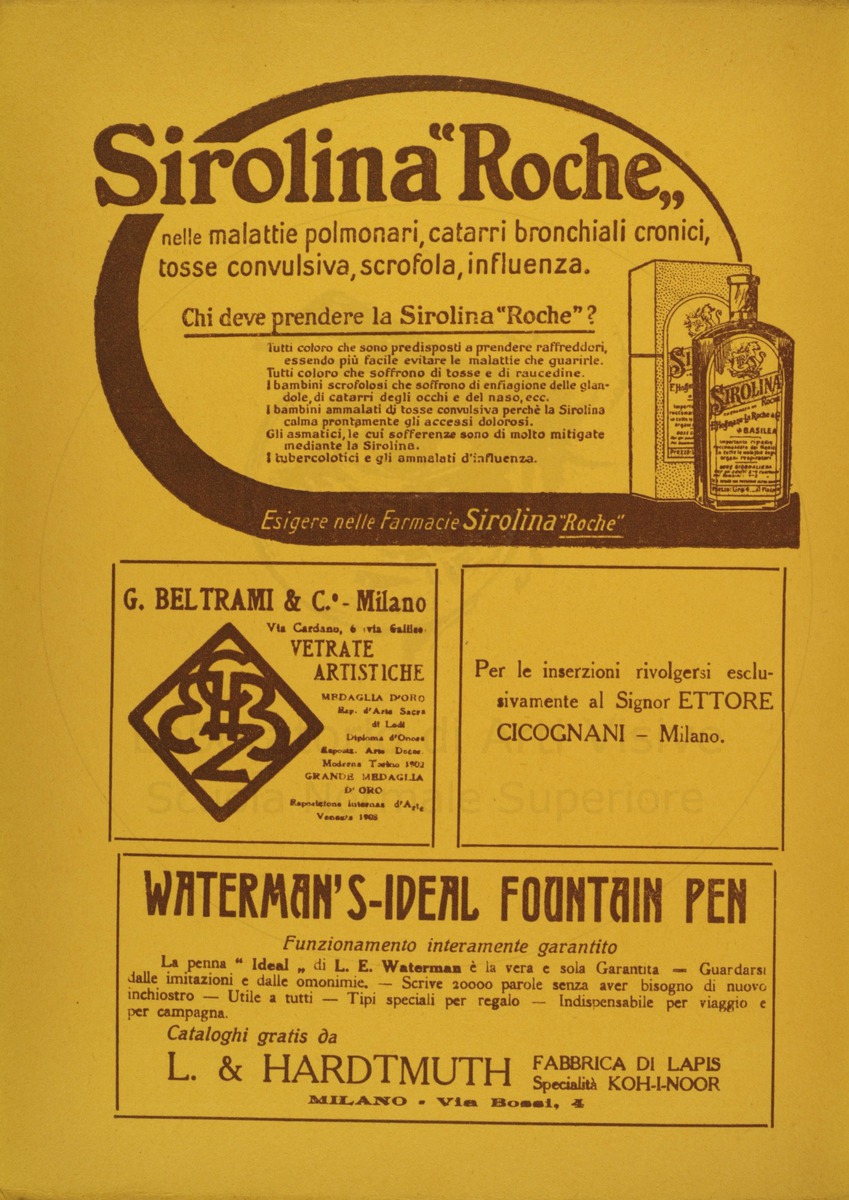 Sirolina "Roche„
nelle malattie polmonari, catarri bronchiali cronici,
tosse convulsiva, scrofola, influenza.
Chi deve prendere la Sirolina "Roche"?
Tutti coloro che sono predisposti a prendere raffreddori,
essendo più facile evitare le malattie che guarirle.
Tutti coloro che soffrono di tosse e di raucedine.
I bambini scrofolosi che soffrono di enfiagione delle glan-
dole, di catarri degli occhi e del naso, ecc.
I bambini ammalati di tosse convulsiva perchè la Sirolina
calma prontamente gli accessi dolorosi.
Gli asmatici, le cui sofferenze sono di molto mitigate
mediante la Sirolina.
I tubercolotici e gli ammalati d'influenza.
SIROLINA
F. Hoffmann-La Roche & Co
BASILEA
Esigere nelle Farmacie Sirolina "Roche"
G. BELTRAMI & C.º - Milano
Via Cardano, 6 (via Galileo)
VETRATE
ARTISTICHE
MEDAGLIA D'ORO
Esp. d'Arte Sacra
di Lodi
Diploma d'Onore
Esposiz. Arte Decor.
Moderna Torino 1902
GRANDE MEDAGLIA
D'ORO
Esposizione internaz. d'Arte
Venezia 1908
Per le inserzioni rivolgersi esclu-
sivamente al Signor ETTORE
CICOGNANI – Milano.
Scuola Normale Superiore
WATERMAN'S-IDEAL FOUNTAIN PEN
Funzionamento interamente garantito
La penna " Ideal „ di L. E. Waterman è la vera e sola Garantita — Guardarsi
dalle imitazioni e dalle omonimie. — Scrive 20000 parole senza aver bisogno di nuovo
inchiostro — Utile a tutti — Tipi speciali per regalo — Indispensabile per viaggio e
per campagna.
Cataloghi gratis da
L. & HARDTMUTH
FABBRICA DI LAPIS
Specialità KOH-I-NOOR
MILANO - Via Bossi, 4